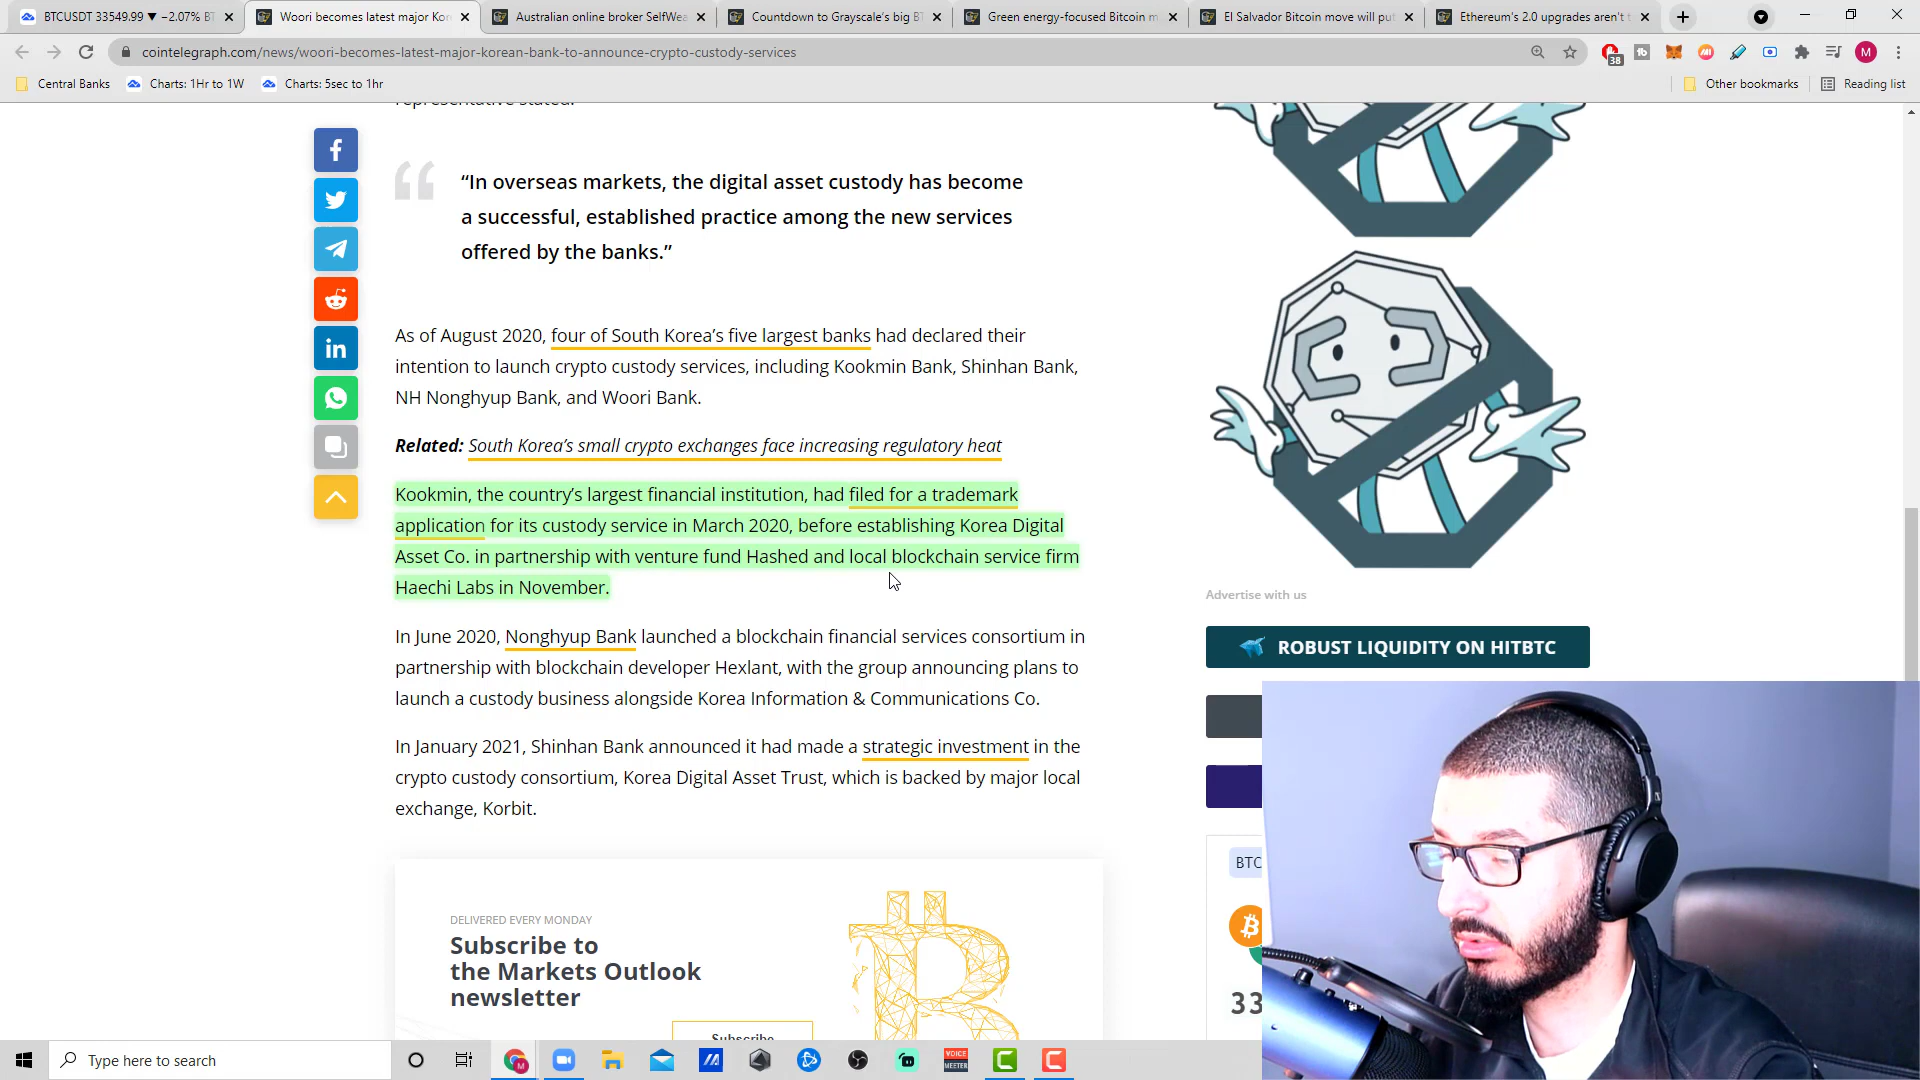 BTCUSDT 33549.99 ▼ −2.07% BT
Woori becomes latest major Kor
Australian online broker SelfWea
Countdown to Grayscale's big BT
Green energy-focused Bitcoin m
El Salvador Bitcoin move will put
Ethereum's 2.0 upgrades aren't t
cointelegraph.com/news/woori-becomes-latest-major-korean-bank-to-announce-crypto-custody-services
38
M
Central Banks
Charts: 1Hr to 1W
Charts: 5sec to 1hr
Other bookmarks
Reading list
representative stated:
“In overseas markets, the digital asset custody has become
a successful, established practice among the new services
offered by the banks.”
As of August 2020, four of South Korea’s five largest banks had declared their
intention to launch crypto custody services, including Kookmin Bank, Shinhan Bank,
NH Nonghyup Bank, and Woori Bank.
Related: South Korea’s small crypto exchanges face increasing regulatory heat
Kookmin, the country’s largest financial institution, had filed for a trademark
application for its custody service in March 2020, before establishing Korea Digital
Asset Co. in partnership with venture fund Hashed and local blockchain service firm
Haechi Labs in November.
In June 2020, Nonghyup Bank launched a blockchain financial services consortium in
partnership with blockchain developer Hexlant, with the group announcing plans to
launch a custody business alongside Korea Information & Communications Co.
In January 2021, Shinhan Bank announced it had made a strategic investment in the
crypto custody consortium, Korea Digital Asset Trust, which is backed by major local
exchange, Korbit.
DELIVERED EVERY MONDAY
Subscribe to
the Markets Outlook
newsletter
Subscribe
Advertise with us
ROBUST LIQUIDITY ON HITBTC
BTC
33
Type here to search
VOICE
MEETER